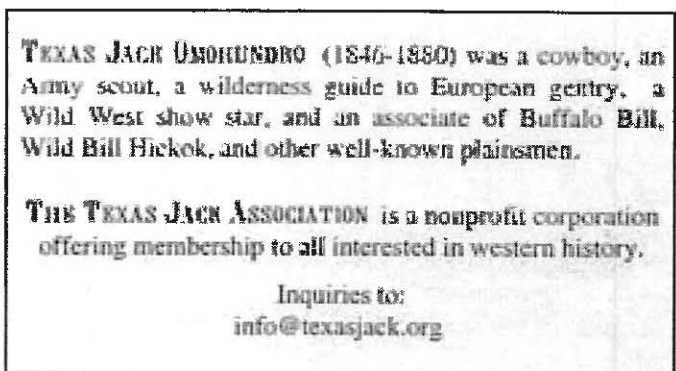 TEXAS JACK OMOHUNDRO (1846-1880) was a cowboy, an
Army scout, a wilderness guide to European gentry, a
Wild West show star, and an associate of Buffalo Bill,
Wild Bill Hickok, and other well-known plainsmen.
THE TEXAS JACK ASSOCIATION is a nonprofit corporation
offering membership to all interested in western history.
Inquiries to:
info@texasjack.org